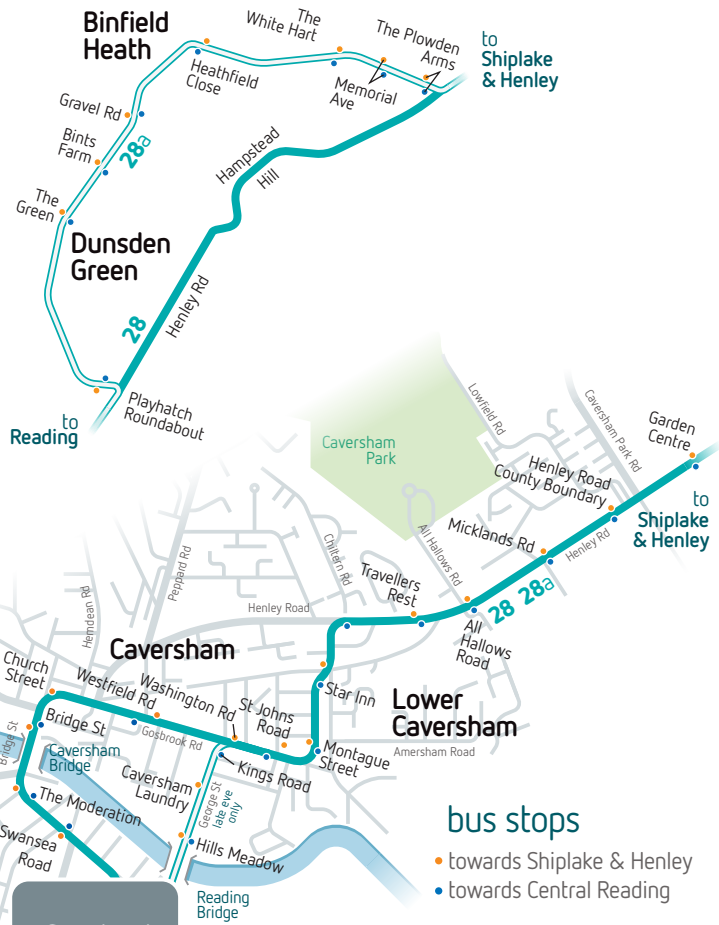 Binfield
Heath
The
White Hart
The Plowden
Arms
to
Shiplake
& Henley
Heathfield
Close
Memorial
Ave
Gravel Rd
Bints
Farm
28a
Hampstead
Hill
The
Green
Dunsden
Green
28
Henley Rd
Playhatch
Roundabout
to
Reading
Caversham
Park
Lowfield Rd
Caversham Park Rd
Garden
Centre
Henley Road
County Boundary
to
Shiplake
& Henley
Micklands Rd
Henley Rd
All Hallows Rd
Chiltern Rd
Peppard Rd
Travellers
Rest
28 28a
All
Hallows
Road
Hemdean Rd
Henley Road
Caversham
Church
Street
Westfield Rd
Washington Rd
St Johns
Road
Star Inn
Lower
Caversham
Bridge St
Bridge St
Gosbrook Rd
Montague
Street
Amersham Road
Caversham
Bridge
Kings Road
Caversham
Laundry
George St
late eve
only
The Moderation
Swansea
Road
Hills Meadow
Reading
Bridge
bus stops
towards Shiplake & Henley
towards Central Reading